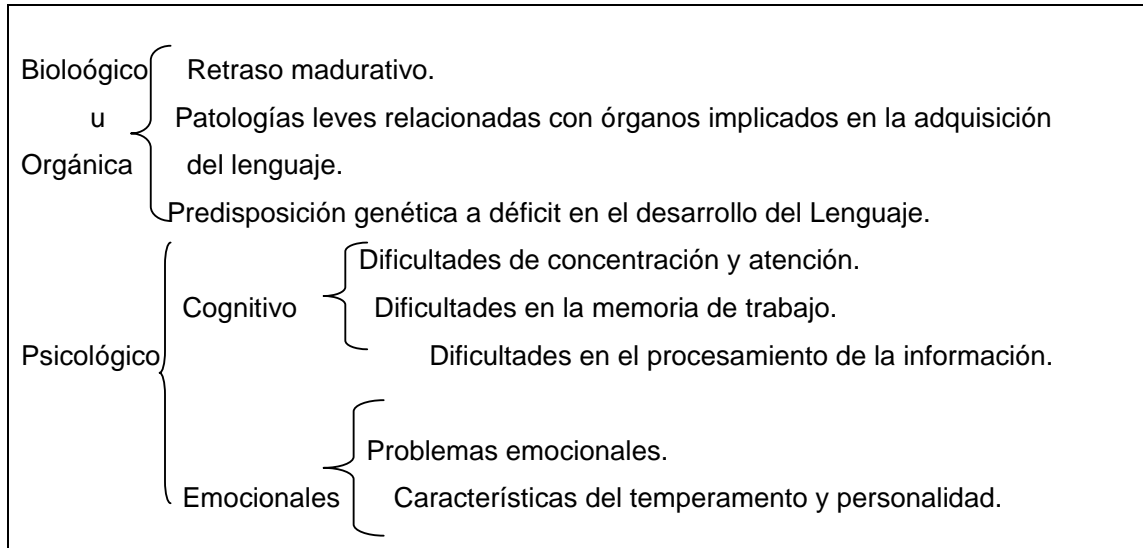 Bioloógico Retraso madurativo.
u Patologías leves relacionadas con órganos implicados en la adquisición
Orgánica del lenguaje.
Predisposición genética a déficit en el desarrollo del Lenguaje.
Dificultades de concentración y atención.
Cognitivo Dificultades en la memoria de trabajo.
Psicológico Dificultades en el procesamiento de la información.
Problemas emocionales.
Emocionales Características del temperamento y personalidad.